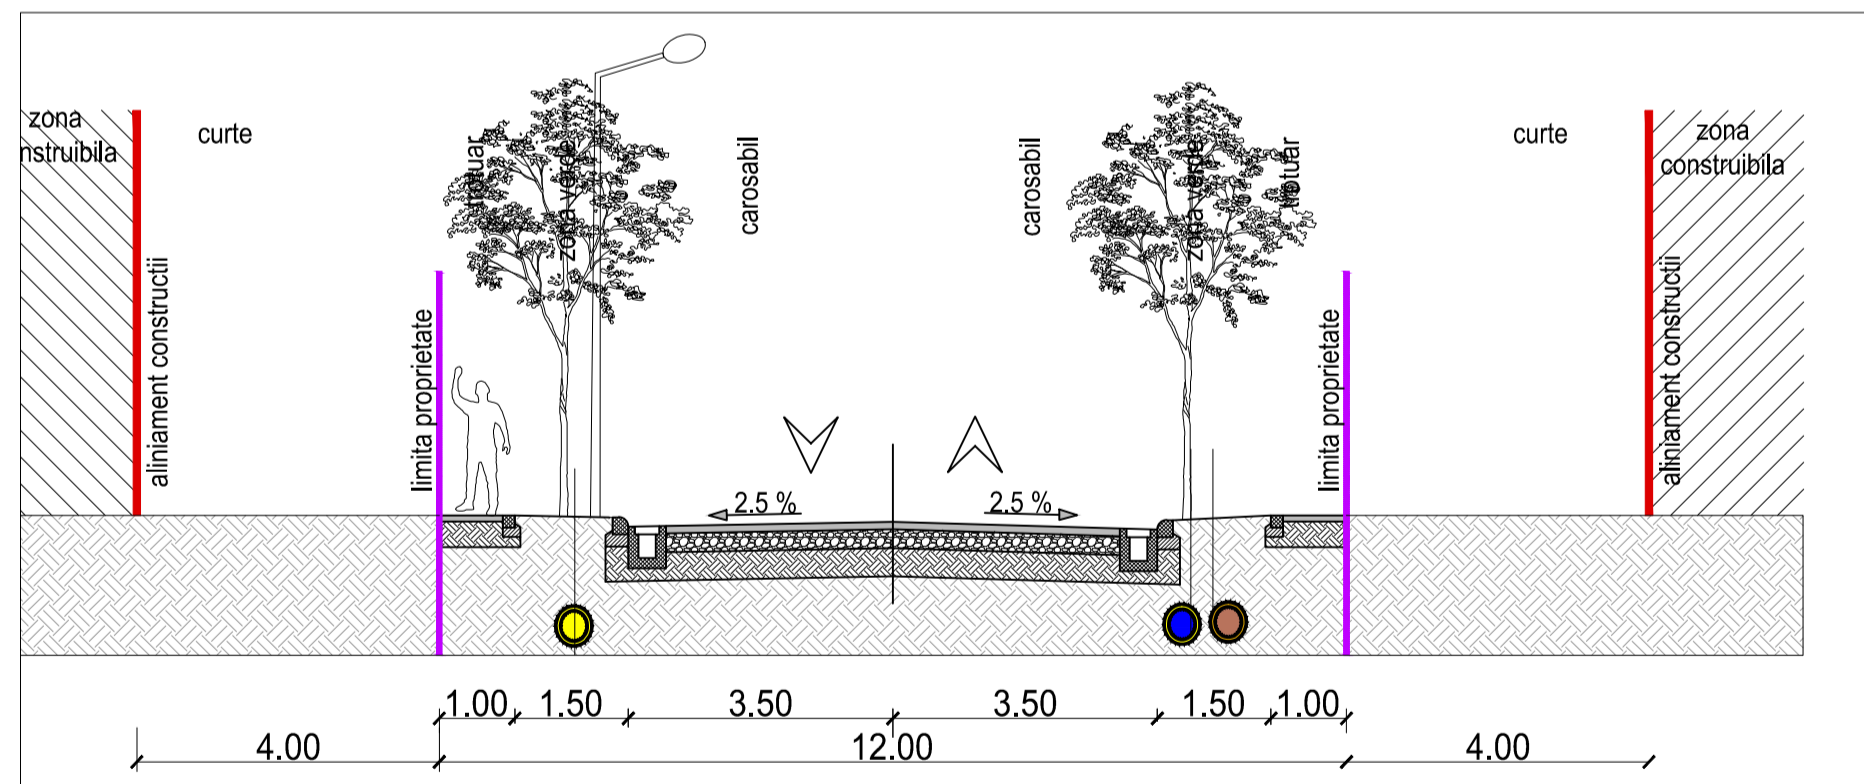 zona
nstruibila
curte
trotuar
zona verde
carosabil
carosabil
zona verde
trotuar
curte
zona
construibila
aliniament constructii
limita proprietate
limita proprietate
aliniament constructii
2.5 %
2.5 %
1.00 1.50 3.50 3.50 1.50 1.00
4.00 12.00 4.00